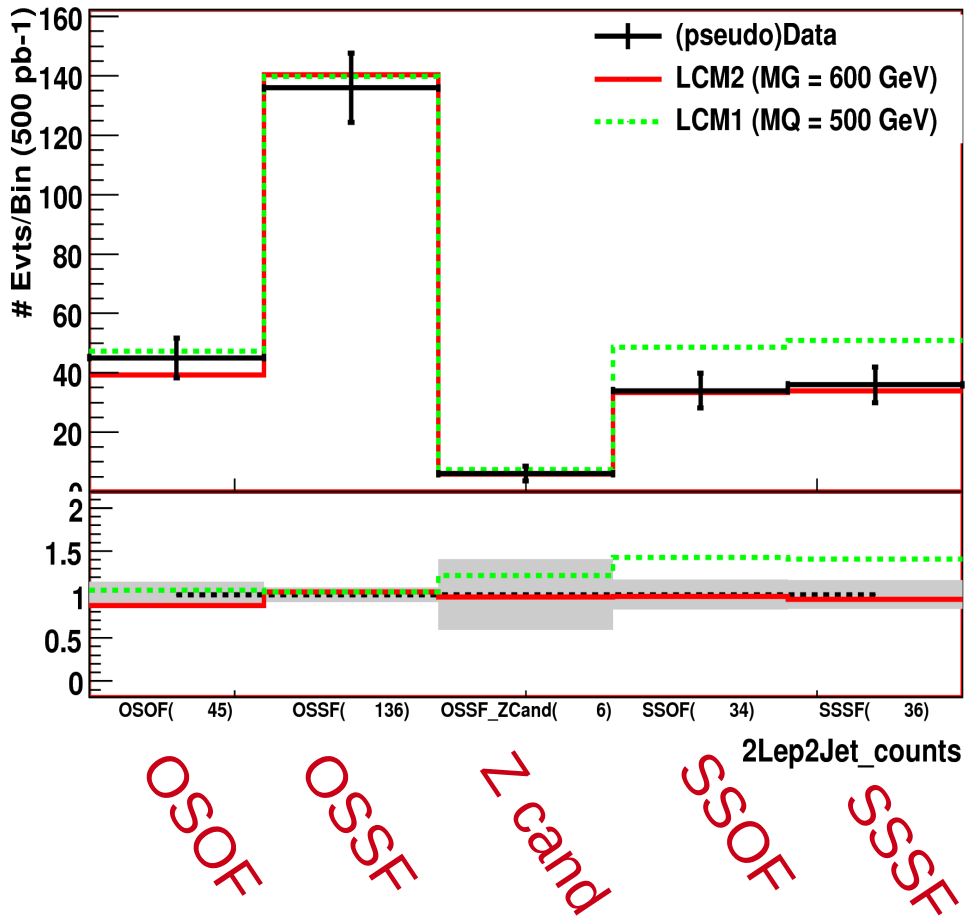 # Evts/Bin (500 pb-1)
160
140
120
100
80
60
40
20
0
(pseudo)Data
LCM2 (MG = 600 GeV)
LCM1 (MQ = 500 GeV)
2
1.5
1
0.5
0
OSOF( 45) OSSF( 136) OSSF_ZCand( 6) SSOF( 34) SSSF( 36)
2Lep2Jet_counts
OSOF
OSSF
Z cand
SSOF
SSSF